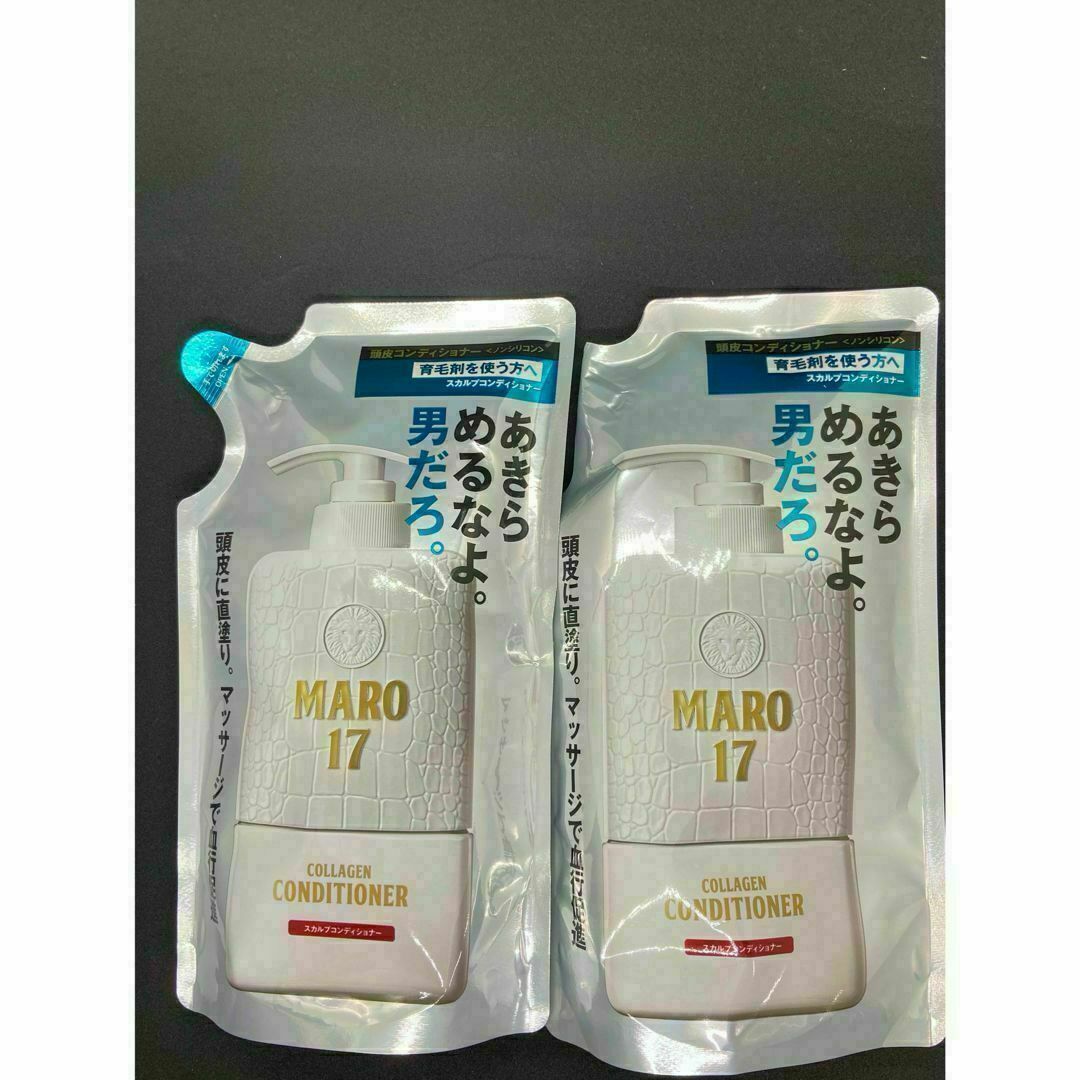 手で切れます
OPEN
頭皮コンディショナー <ノンシリコン>
育毛剤を使う方へ
スカルプコンディショナー
あきら
めるなよ。
男だろ。
頭皮に直塗り。マッサージで血行促進
MARO
17
COLLAGEN
CONDITIONER
スカルプコンディショナー
頭皮コンディショナー <ノンシリコン>
育毛剤を使う方へ
スカルプコンディショナー
あきら
めるなよ。
男だろ。
頭皮に直塗り。マッサージで血行促進
MARO
17
COLLAGEN
CONDITIONER
スカルプコンディショナー